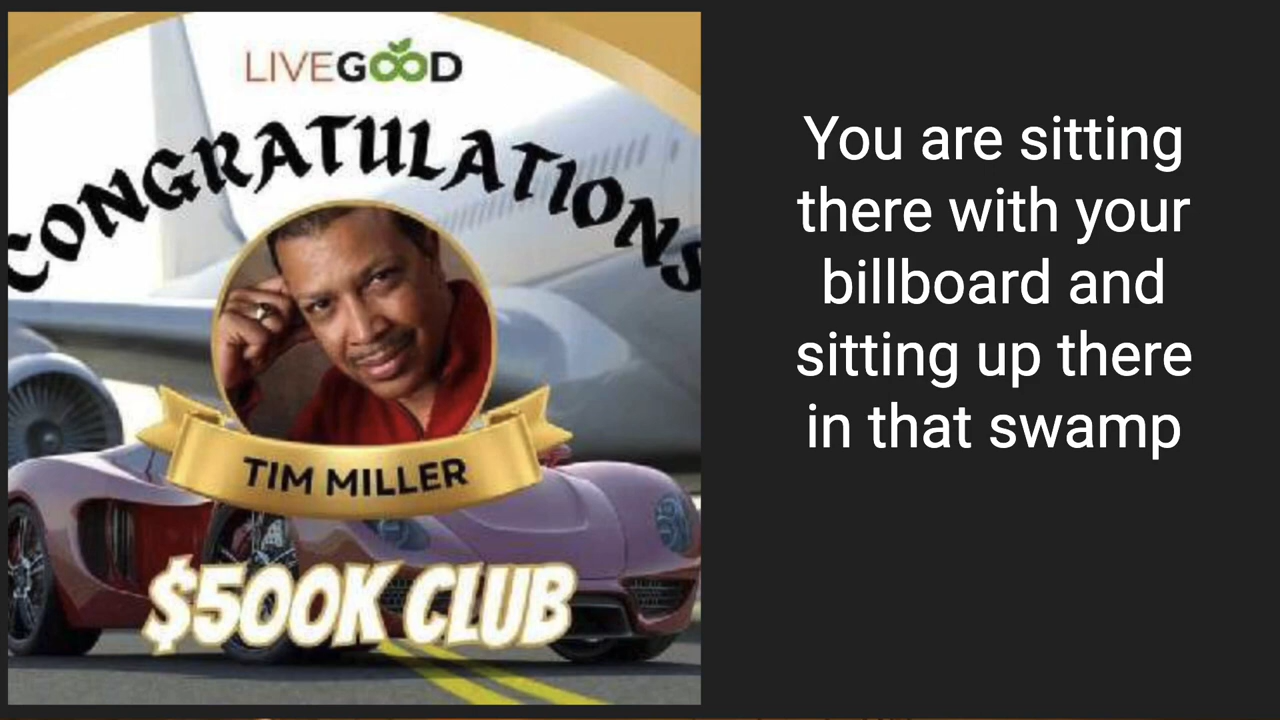 LIVEGOOD
CONGRATULATIONS
TIM MILLER
$500K CLUB
You are sitting
there with your
billboard and
sitting up there
in that swamp